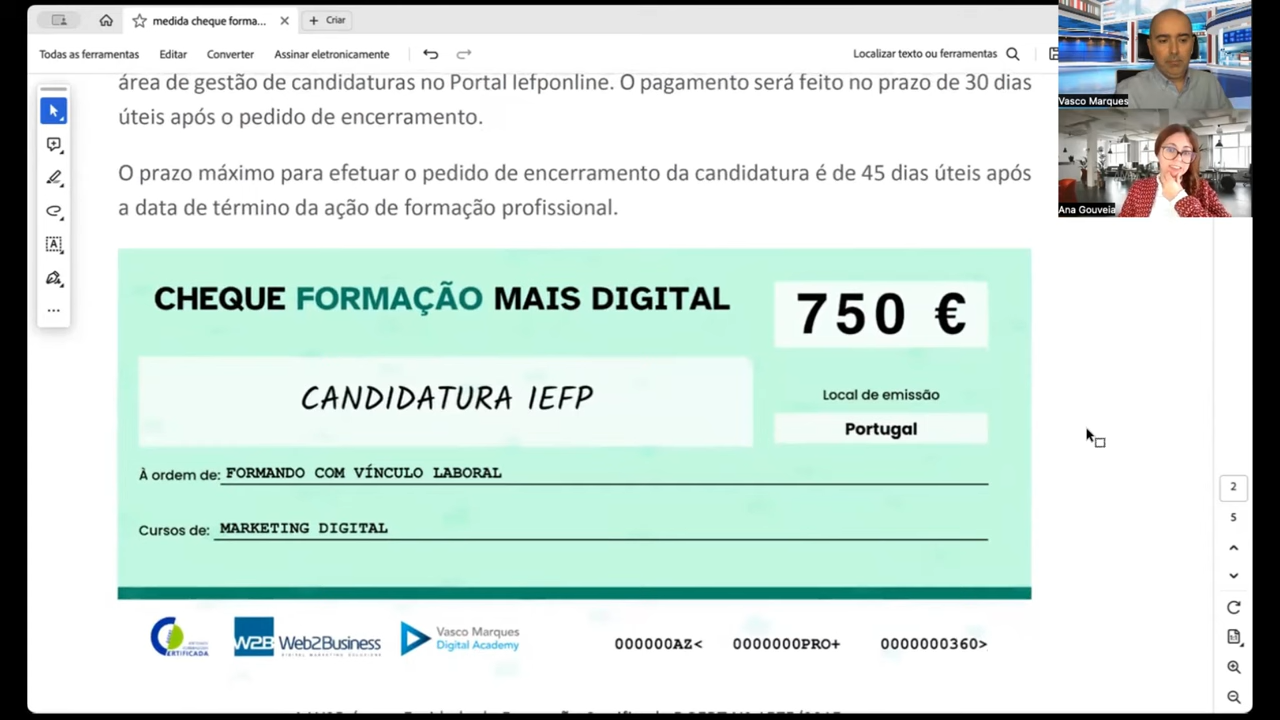 medida cheque forma...
Criar
Todas as ferramentas
Editar
Converter
Assinar eletronicamente
Localizar texto ou ferramentas
Vasco Marques
Ana Gouveia
área de gestão de candidaturas no Portal Iefponline. O pagamento será feito no prazo de 30 dias
úteis após o pedido de encerramento.
O prazo máximo para efetuar o pedido de encerramento da candidatura é de 45 dias úteis após
a data de término da ação de formação profissional.
CHEQUE FORMAÇÃO MAIS DIGITAL
750 €
CANDIDATURA IEFP
Local de emissão
Portugal
À ordem de: FORMANDO COM VÍNCULO LABORAL
Cursos de: MARKETING DIGITAL
2
5
CERTIFICADA
W2B Web2Business
DIGITAL MARKETING SOLUTIONS
Vasco Marques
Digital Academy
000000AZ< 0000000PRO+ 0000000360>